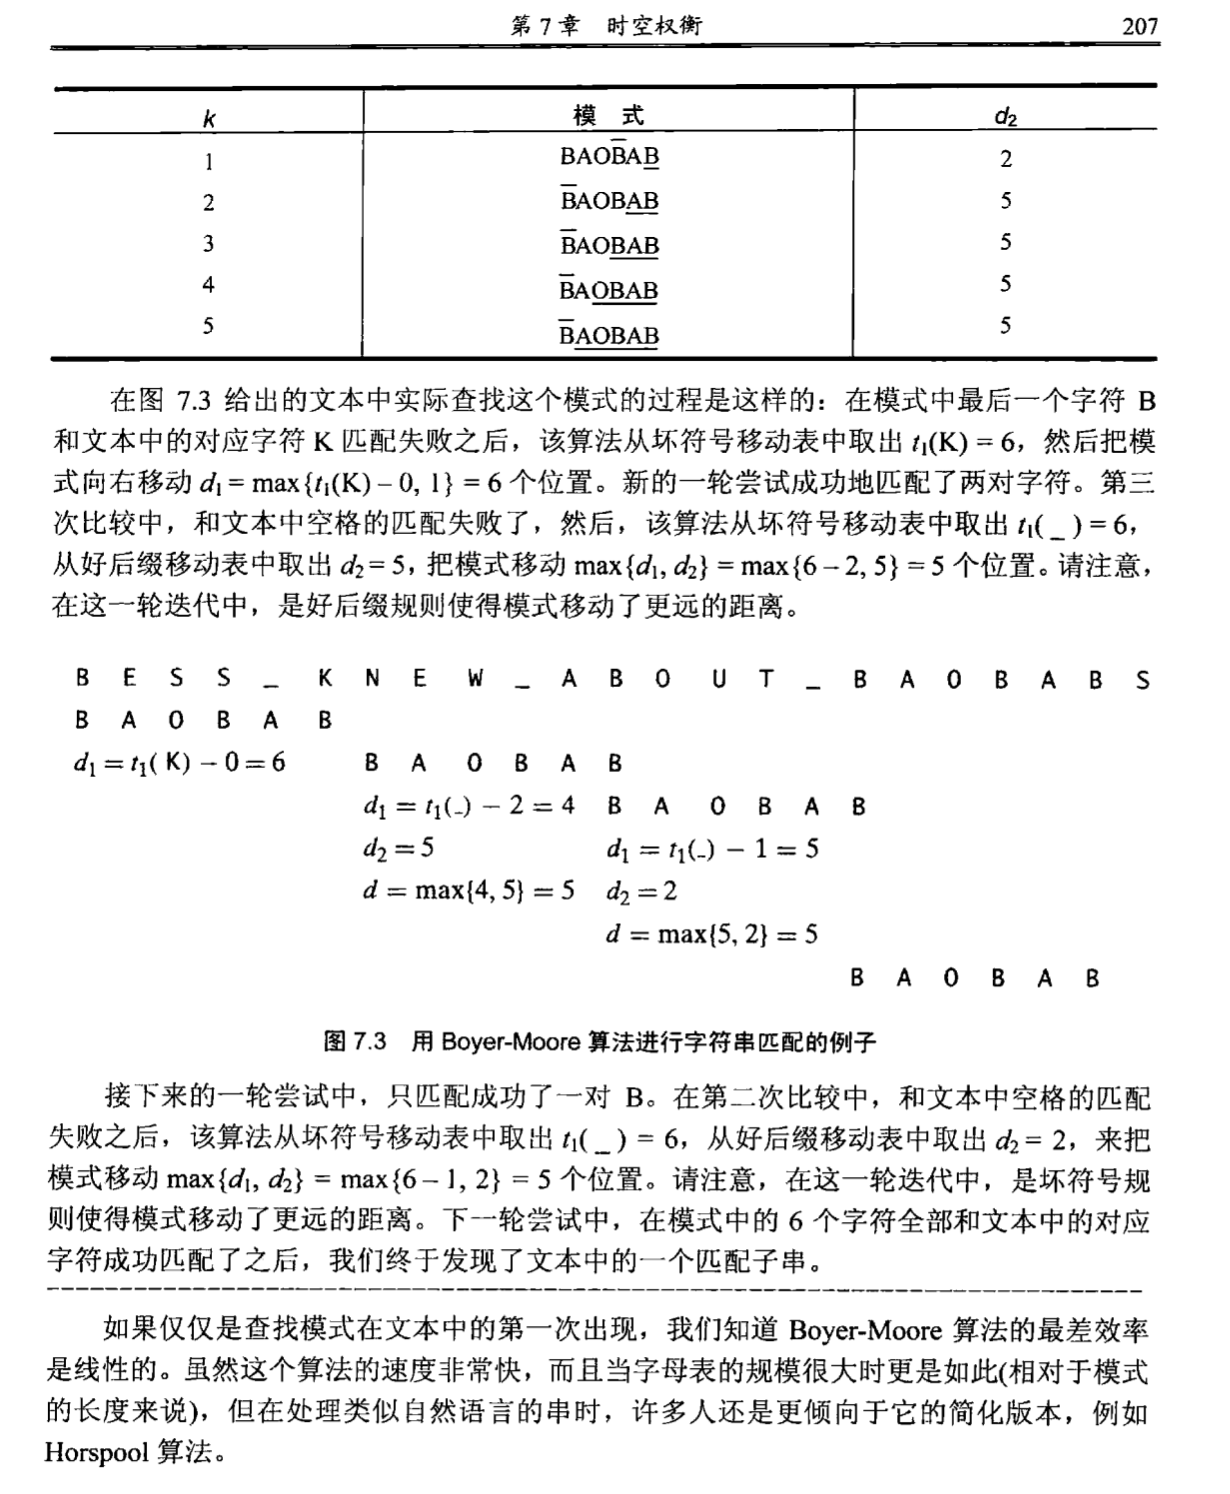 第 7 章 时空权衡 207
k 模 式 d₂
1 BAOB̅AB̲ 2
2 B̅AOBA̲B̲ 5
3 B̅AOB̲A̲B̲ 5
4 B̅AO̲B̲A̲B̲ 5
5 B̅A̲O̲B̲A̲B̲ 5
在图 7.3 给出的文本中实际查找这个模式的过程是这样的：在模式中最后一个字符 B
和文本中的对应字符 K 匹配失败之后，该算法从坏符号移动表中取出 t₁(K) = 6，然后把模
式向右移动 d₁ = max{t₁(K) – 0, 1} = 6 个位置。新的一轮尝试成功地匹配了两对字符。第三
次比较中，和文本中空格的匹配失败了，然后，该算法从坏符号移动表中取出 t₁( _ ) = 6，
从好后缀移动表中取出 d₂ = 5，把模式移动 max{d₁, d₂} = max{6 – 2, 5} = 5 个位置。请注意，
在这一轮迭代中，是好后缀规则使得模式移动了更远的距离。
B E S S _ K N E W _ A B O U T _ B A O B A B S
B A O B A B
d₁ = t₁( K) − 0 = 6 B A O B A B
d₁ = t₁(_) − 2 = 4 B A O B A B
d₂ = 5 d₁ = t₁(_) − 1 = 5
d = max{4, 5} = 5 d₂ = 2
d = max{5, 2} = 5
B A O B A B
图 7.3 用 Boyer-Moore 算法进行字符串匹配的例子
接下来的一轮尝试中，只匹配成功了一对 B。在第二次比较中，和文本中空格的匹配
失败之后，该算法从坏符号移动表中取出 t₁( _ ) = 6，从好后缀移动表中取出 d₂ = 2，来把
模式移动 max{d₁, d₂} = max{6 – 1, 2} = 5 个位置。请注意，在这一轮迭代中，是坏符号规
则使得模式移动了更远的距离。下一轮尝试中，在模式中的 6 个字符全部和文本中的对应
字符成功匹配了之后，我们终于发现了文本中的一个匹配子串。
如果仅仅是查找模式在文本中的第一次出现，我们知道 Boyer-Moore 算法的最差效率
是线性的。虽然这个算法的速度非常快，而且当字母表的规模很大时更是如此(相对于模式
的长度来说)，但在处理类似自然语言的串时，许多人还是更倾向于它的简化版本，例如
Horspool 算法。